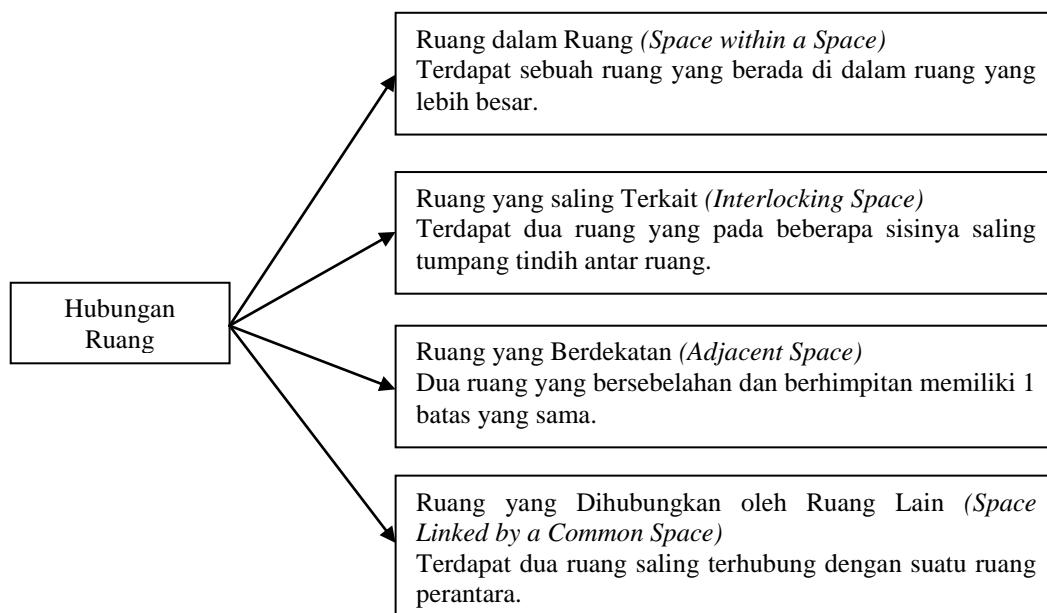 Ruang dalam Ruang (Space within a Space)
Terdapat sebuah ruang yang berada di dalam ruang yang
lebih besar.
Ruang yang saling Terkait (Interlocking Space)
Terdapat dua ruang yang pada beberapa sisinya saling
tumpang tindih antar ruang.
Hubungan
Ruang
Ruang yang Berdekatan (Adjacent Space)
Dua ruang yang bersebelahan dan berhimpitan memiliki 1
batas yang sama.
Ruang yang Dihubungkan oleh Ruang Lain (Space
Linked by a Common Space)
Terdapat dua ruang saling terhubung dengan suatu ruang
perantara.